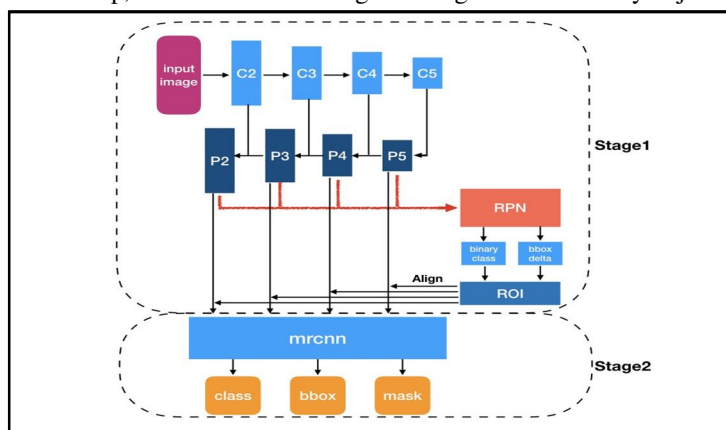 input
image
C2
C3
C4
C5
P2
P3
P4
P5
Stage1
RPN
binary
class
bbox
delta
Align
ROI
mrcnn
Stage2
class
bbox
mask